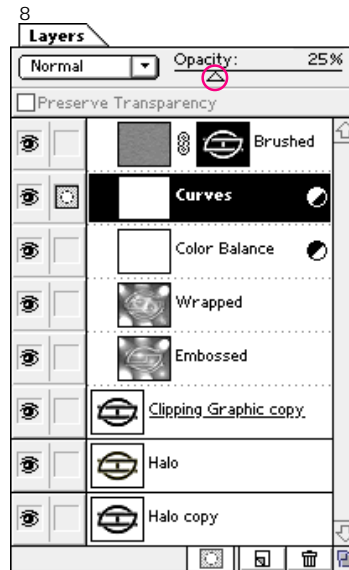 8
Layers
Normal
Opacity: 25%
Preserve Transparency
Brushed
Curves
Color Balance
Wrapped
Embossed
Clipping Graphic copy
Halo
Halo copy